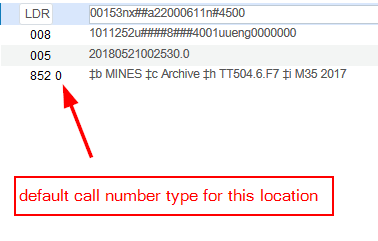 LDR 00153nx##a22000611n#4500
008 1011252u####8###4001uueng0000000
005 20180521002530.0
852 0 ‡b MINES ‡c Archive ‡h TT504.6.F7 ‡i M35 2017
default call number type for this location